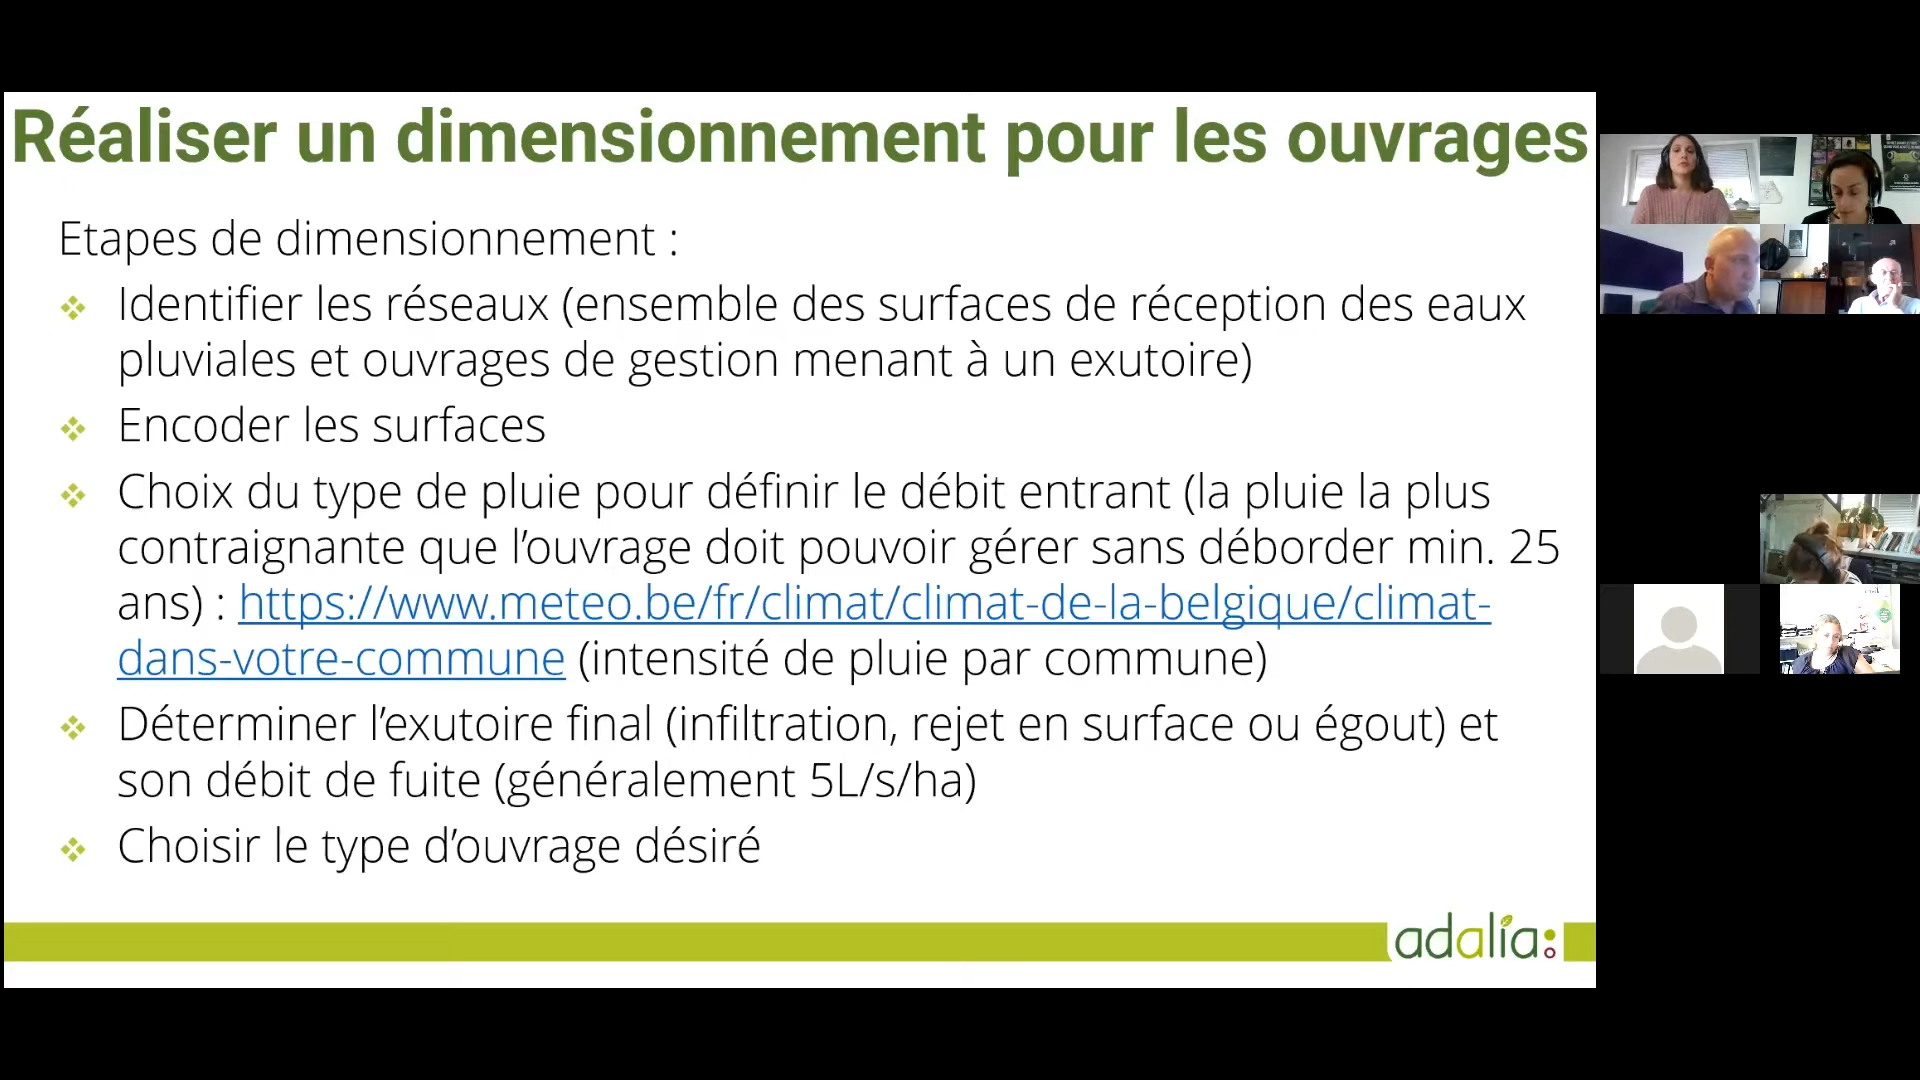 Réaliser un dimensionnement pour les ouvrages
Etapes de dimensionnement :
Identifier les réseaux (ensemble des surfaces de réception des eaux
pluviales et ouvrages de gestion menant à un exutoire)
Encoder les surfaces
Choix du type de pluie pour définir le débit entrant (la pluie la plus
contraignante que l’ouvrage doit pouvoir gérer sans déborder min. 25
ans) : https://www.meteo.be/fr/climat/climat-de-la-belgique/climat-
dans-votre-commune (intensité de pluie par commune)
Déterminer l’exutoire final (infiltration, rejet en surface ou égout) et
son débit de fuite (généralement 5L/s/ha)
Choisir le type d’ouvrage désiré
adalia